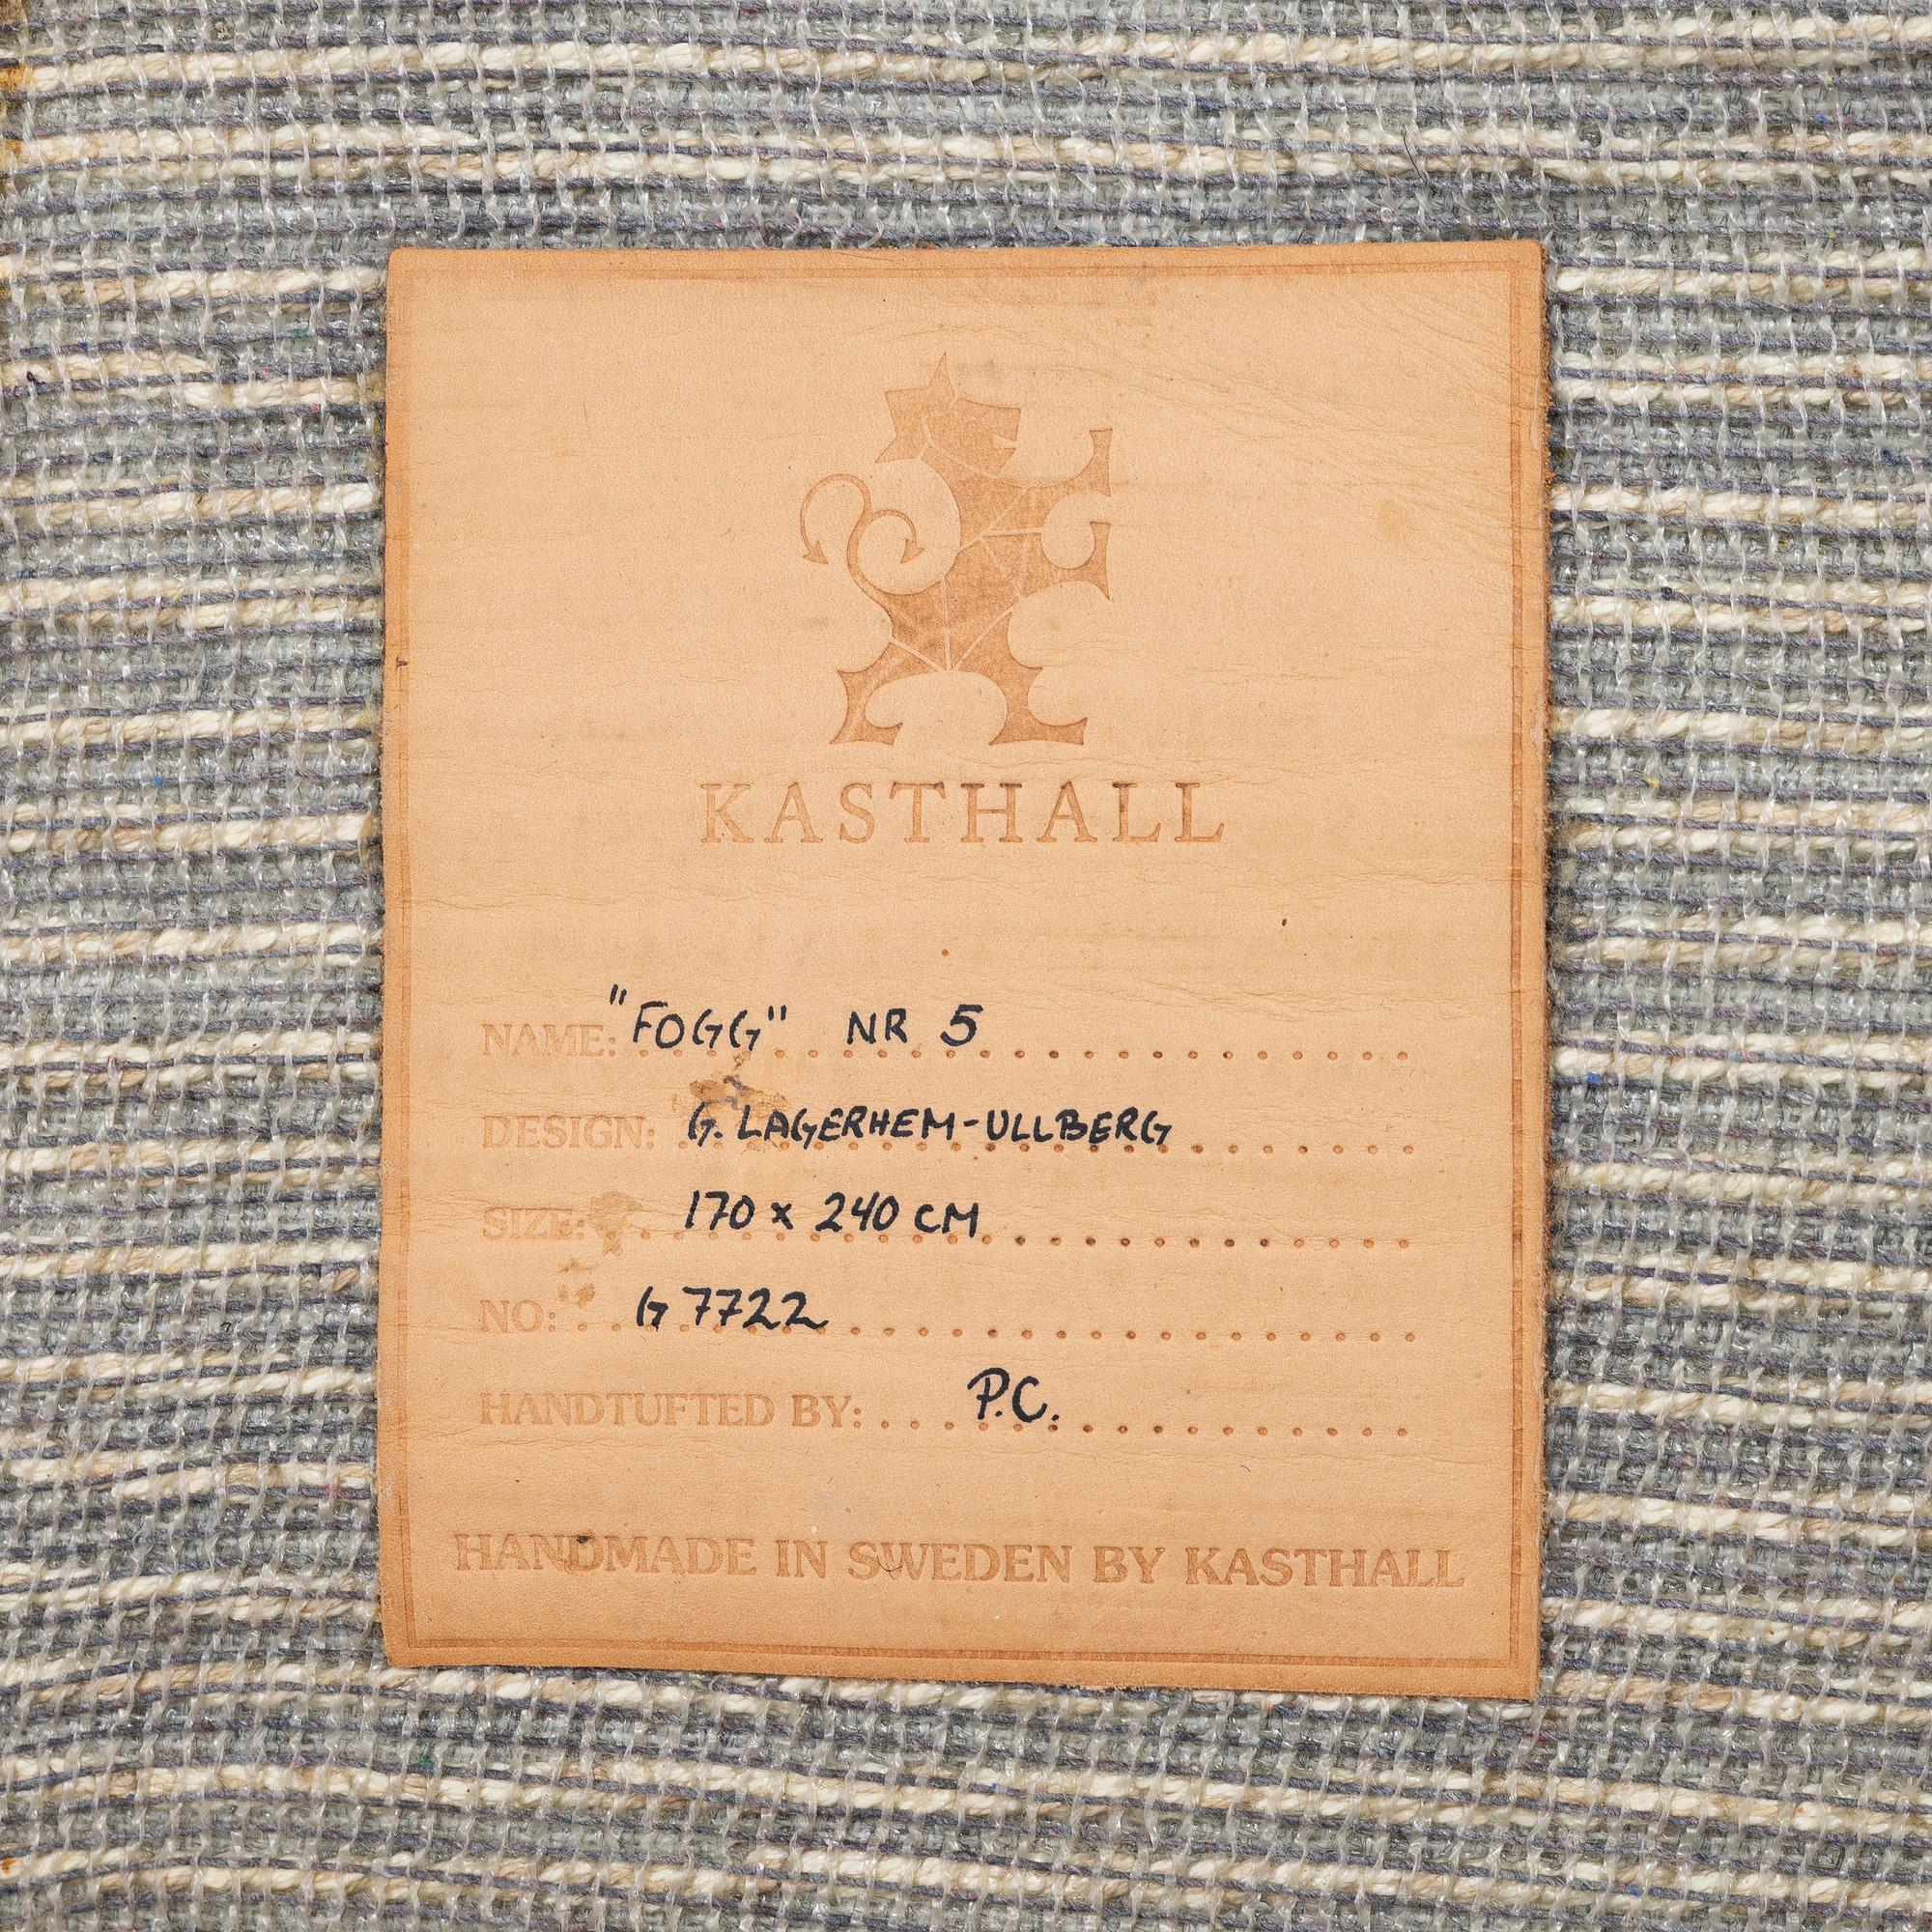 KASTHALL
NAME: "FOGG" NR 5
DESIGN: G. LAGERHEM-ULLBERG
SIZE: 170 x 240 CM
NO: G 7722
HANDTUFTED BY: P.C.
HANDMADE IN SWEDEN BY KASTHALL